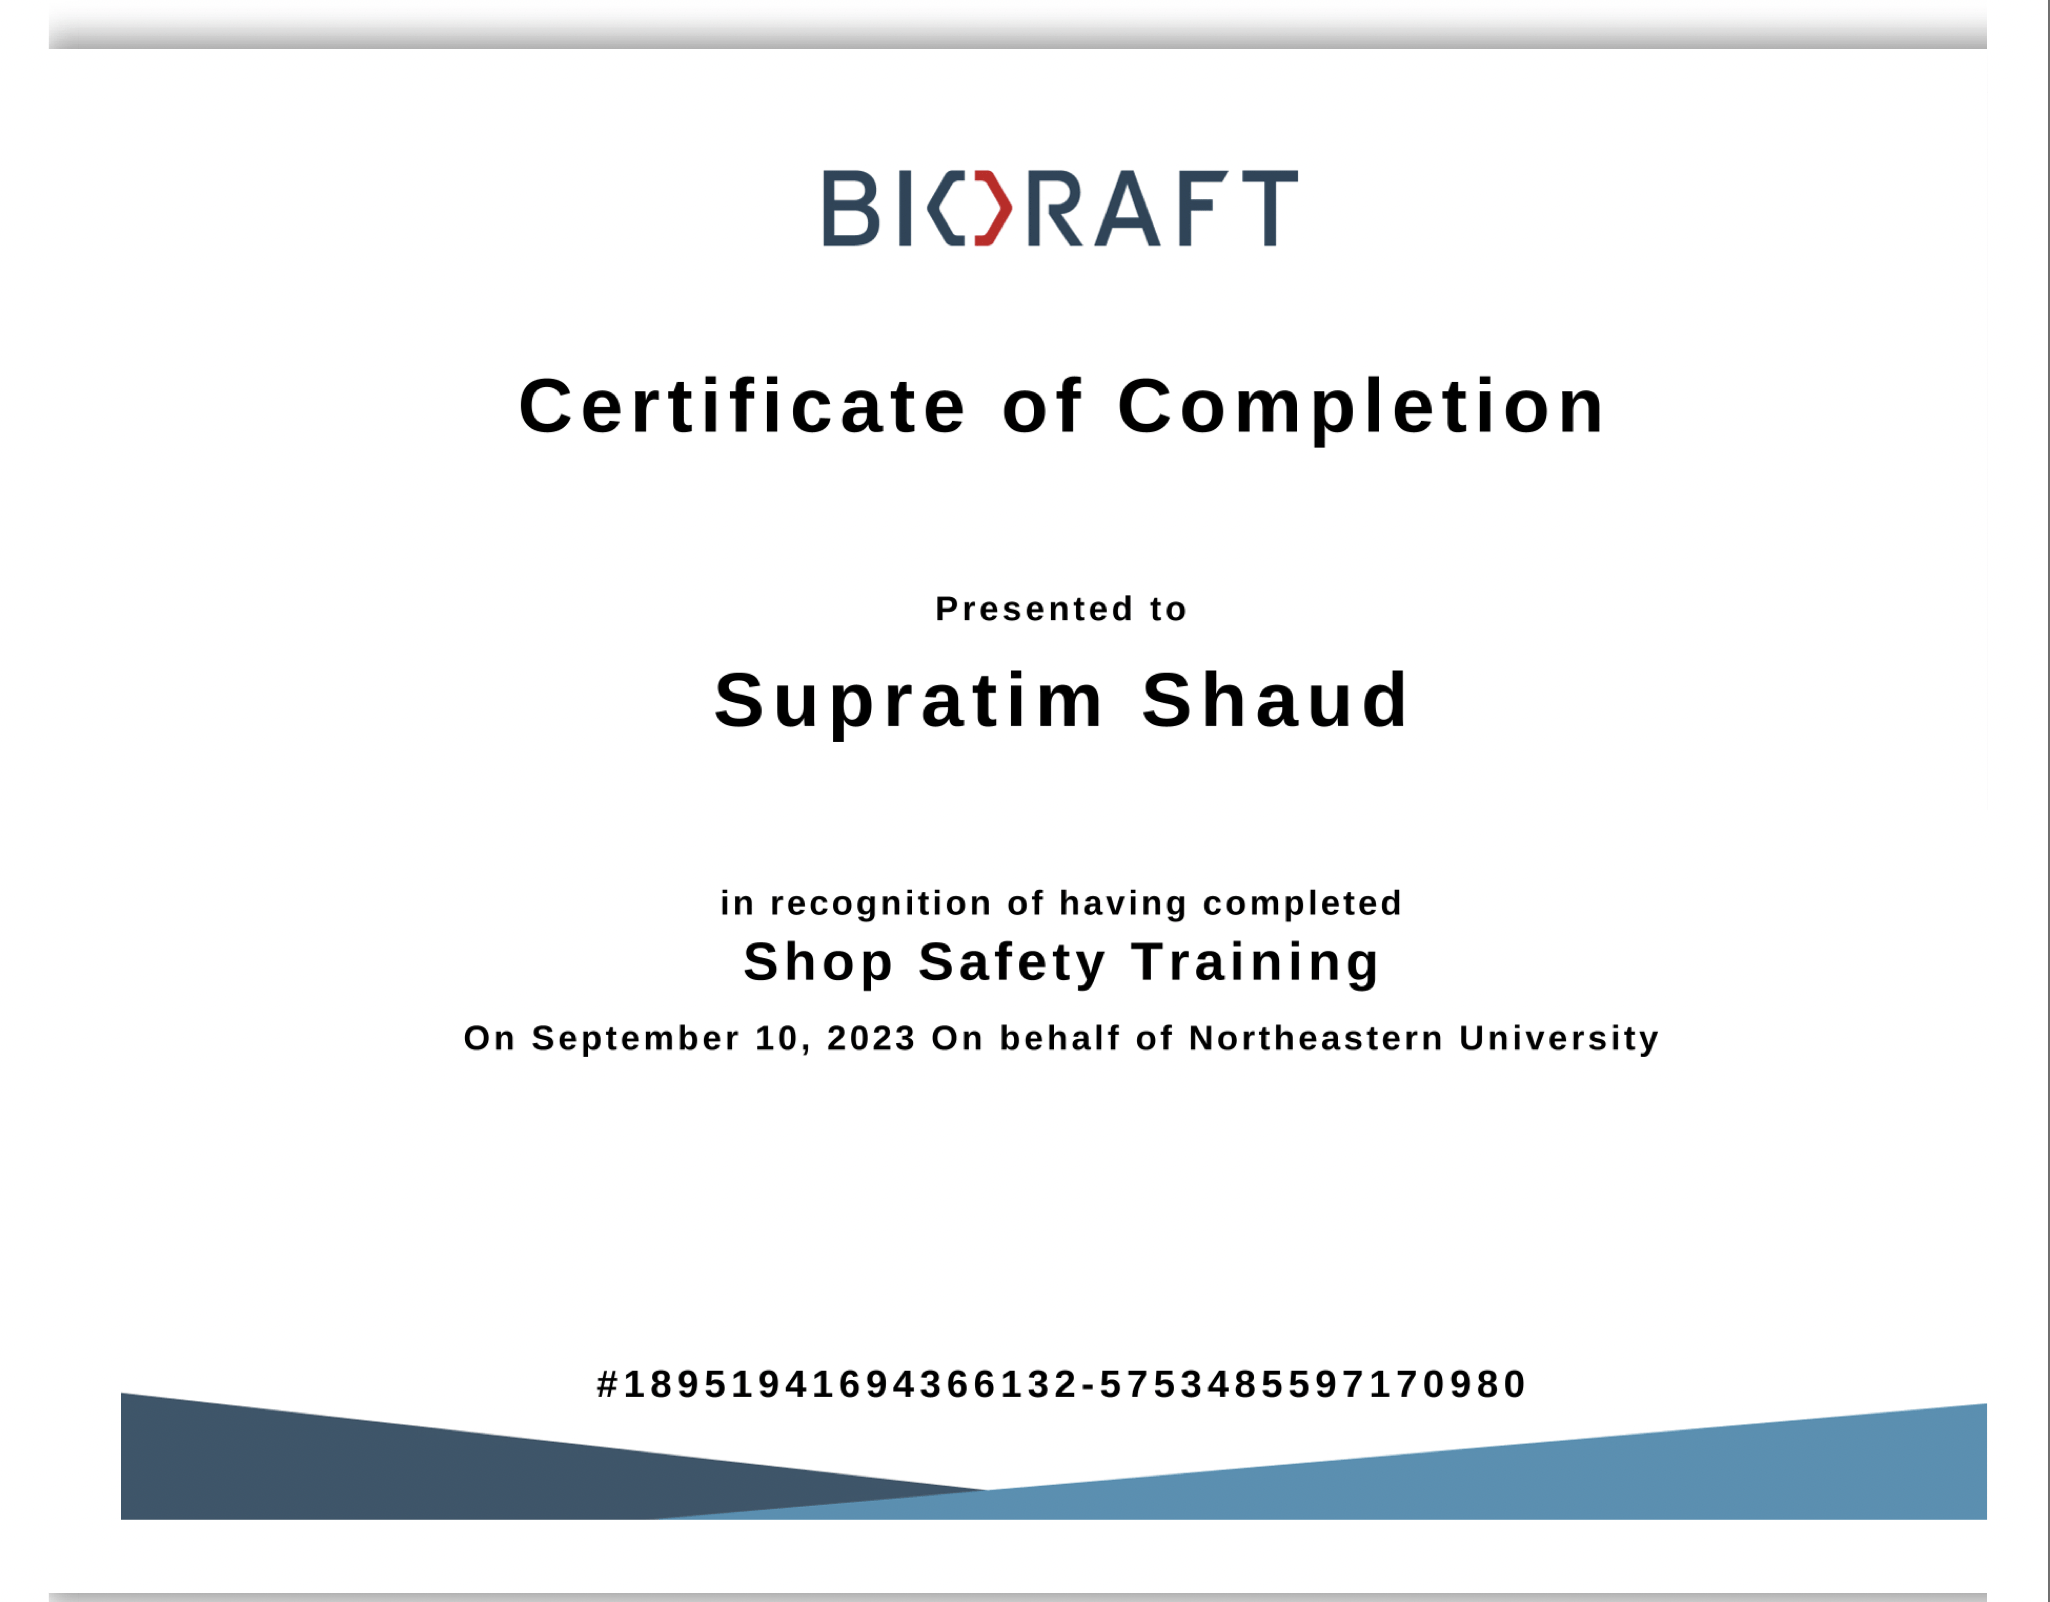 BIORAFT
Certificate of Completion
Presented to
Supratim Shaud
in recognition of having completed
Shop Safety Training
On September 10, 2023 On behalf of Northeastern University
#18951941694366132-5753485597170980